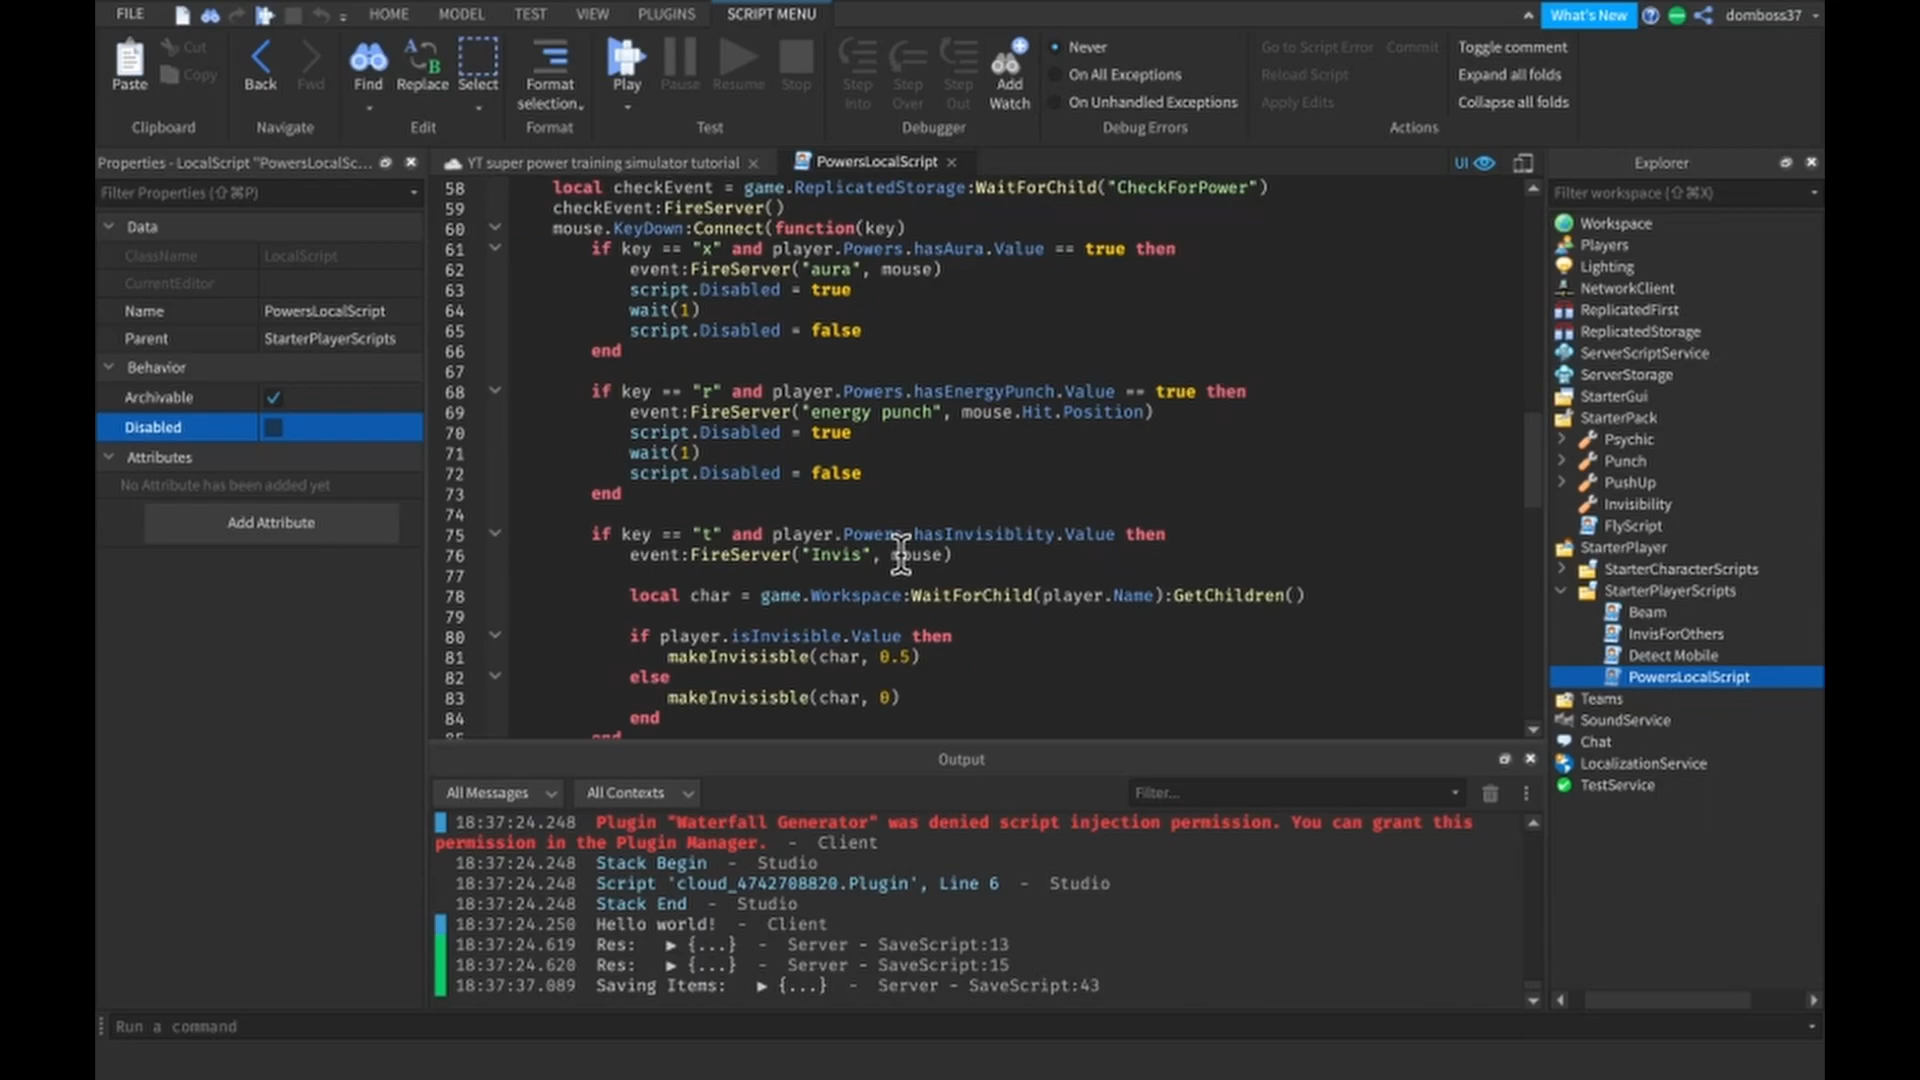 FILE HOME MODEL TEST VIEW PLUGINS SCRIPT MENU What's New domboss37
Paste Cut Copy Back Fwd Find Replace Select Format selection Play Pause Resume Stop Step Into Step Over Step Out Add Watch
Never
On All Exceptions
On Unhandled Exceptions
Go to Script Error Commit Toggle comment
Reload Script Expand all folds
Apply Edits Collapse all folds
Clipboard Navigate Edit Format Test Debugger Debug Errors Actions
Properties - LocalScript "PowersLocalSc...
Filter Properties (⇧⌘P)
Data
ClassName LocalScript
CurrentEditor
Name PowersLocalScript
Parent StarterPlayerScripts
Behavior
Archivable
Disabled
Attributes
No Attribute has been added yet
Add Attribute
YT super power training simulator tutorial PowersLocalScript UI
58 local checkEvent = game.ReplicatedStorage:WaitForChild("CheckForPower")
59 checkEvent:FireServer()
60 mouse.KeyDown:Connect(function(key)
61 if key == "x" and player.Powers.hasAura.Value == true then
62 event:FireServer("aura", mouse)
63 script.Disabled = true
64 wait(1)
65 script.Disabled = false
66 end
67
68 if key == "r" and player.Powers.hasEnergyPunch.Value == true then
69 event:FireServer("energy punch", mouse.Hit.Position)
70 script.Disabled = true
71 wait(1)
72 script.Disabled = false
73 end
74
75 if key == "t" and player.Powers.hasInvisiblity.Value then
76 event:FireServer("Invis", mouse)
77
78 local char = game.Workspace:WaitForChild(player.Name):GetChildren()
79
80 if player.isInvisible.Value then
81 makeInvisisble(char, 0.5)
82 else
83 makeInvisisble(char, 0)
84 end
85 end
Output
All Messages All Contexts Filter...
18:37:24.248 Plugin "Waterfall Generator" was denied script injection permission. You can grant this
permission in the Plugin Manager. - Client
18:37:24.248 Stack Begin - Studio
18:37:24.248 Script 'cloud_4742708820.Plugin', Line 6 - Studio
18:37:24.248 Stack End - Studio
18:37:24.250 Hello world! - Client
18:37:24.619 Res: ▶ {...} - Server - SaveScript:13
18:37:24.620 Res: ▶ {...} - Server - SaveScript:15
18:37:37.089 Saving Items: ▶ {...} - Server - SaveScript:43
Run a command
Explorer
Filter workspace (⇧⌘X)
Workspace
Players
Lighting
NetworkClient
ReplicatedFirst
ReplicatedStorage
ServerScriptService
ServerStorage
StarterGui
StarterPack
Psychic
Punch
PushUp
Invisibility
FlyScript
StarterPlayer
StarterCharacterScripts
StarterPlayerScripts
Beam
InvisForOthers
Detect Mobile
PowersLocalScript
Teams
SoundService
Chat
LocalizationService
TestService